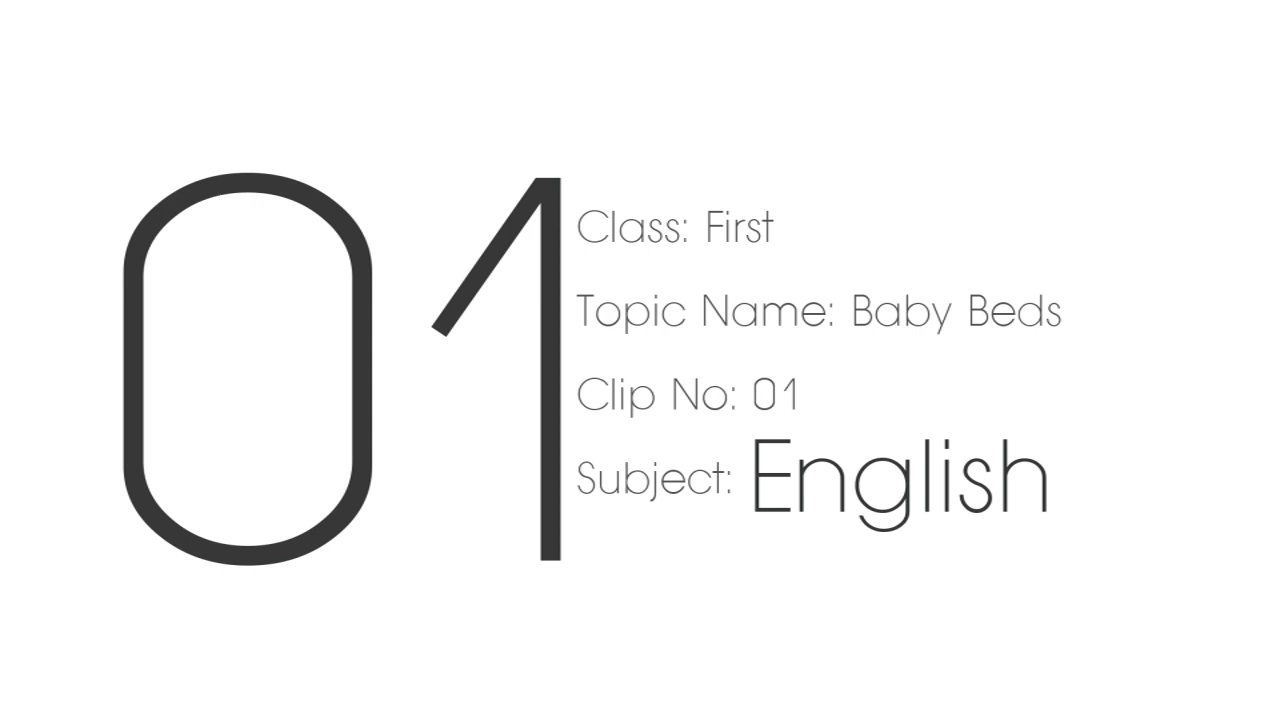 01
Class: First
Topic Name: Baby Beds
Clip No: 01
Subject: English